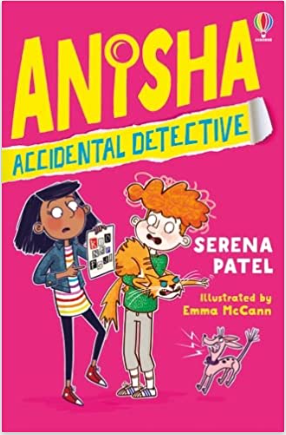 ANISHA
ACCIDENTAL DETECTIVE
SERENA
PATEL
Illustrated by
Emma McCann